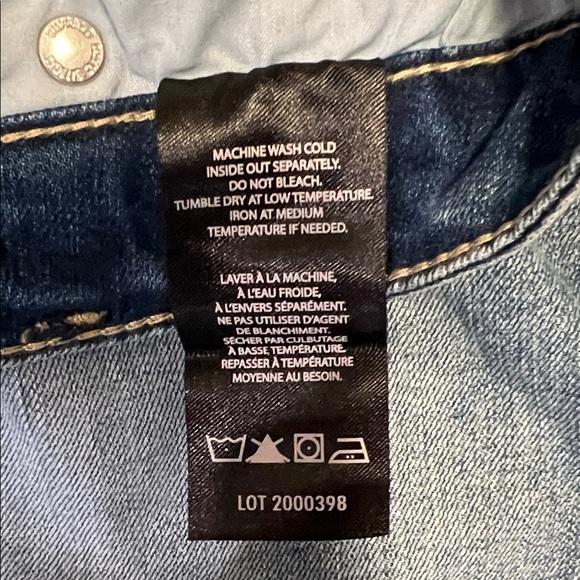 MACHINE WASH COLD
INSIDE OUT SEPARATELY.
DO NOT BLEACH.
TUMBLE DRY AT LOW TEMPERATURE.
IRON AT MEDIUM
TEMPERATURE IF NEEDED.
LAVER À LA MACHINE,
À L'EAU FROIDE,
À L'ENVERS SÉPARÉMENT.
NE PAS UTILISER D'AGENT
DE BLANCHIMENT.
SÉCHER PAR CULBUTAGE
À BASSE TEMPÉRATURE.
REPASSER À TEMPÉRATURE
MOYENNE AU BESOIN.
LOT 2000398